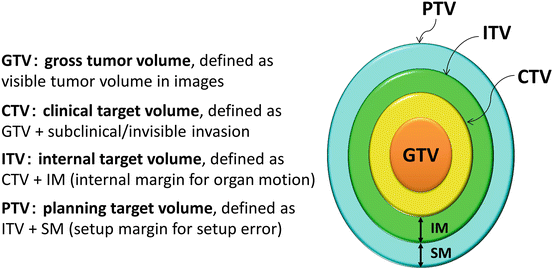 GTV: gross tumor volume, defined as
visible tumor volume in images
CTV: clinical target volume, defined as
GTV + subclinical/invisible invasion
ITV: internal target volume, defined as
CTV + IM (internal margin for organ motion)
PTV: planning target volume, defined as
ITV + SM (setup margin for setup error)
PTV
ITV
CTV
GTV
IM
SM